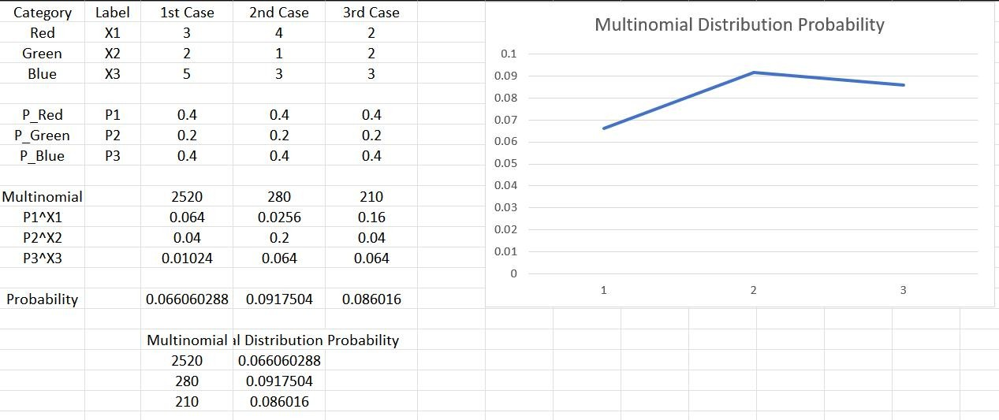 Category Label 1st Case 2nd Case 3rd Case
Red X1 3 4 2
Green X2 2 1 2
Blue X3 5 3 3
P_Red P1 0.4 0.4 0.4
P_Green P2 0.2 0.2 0.2
P_Blue P3 0.4 0.4 0.4
Multinomial 2520 280 210
P1^X1 0.064 0.0256 0.16
P2^X2 0.04 0.2 0.04
P3^X3 0.01024 0.064 0.064
Probability 0.066060288 0.0917504 0.086016
Multinomial al Distribution Probability
2520 0.066060288
280 0.0917504
210 0.086016
Multinomial Distribution Probability
0.1
0.09
0.08
0.07
0.06
0.05
0.04
0.03
0.02
0.01
0
1 2 3